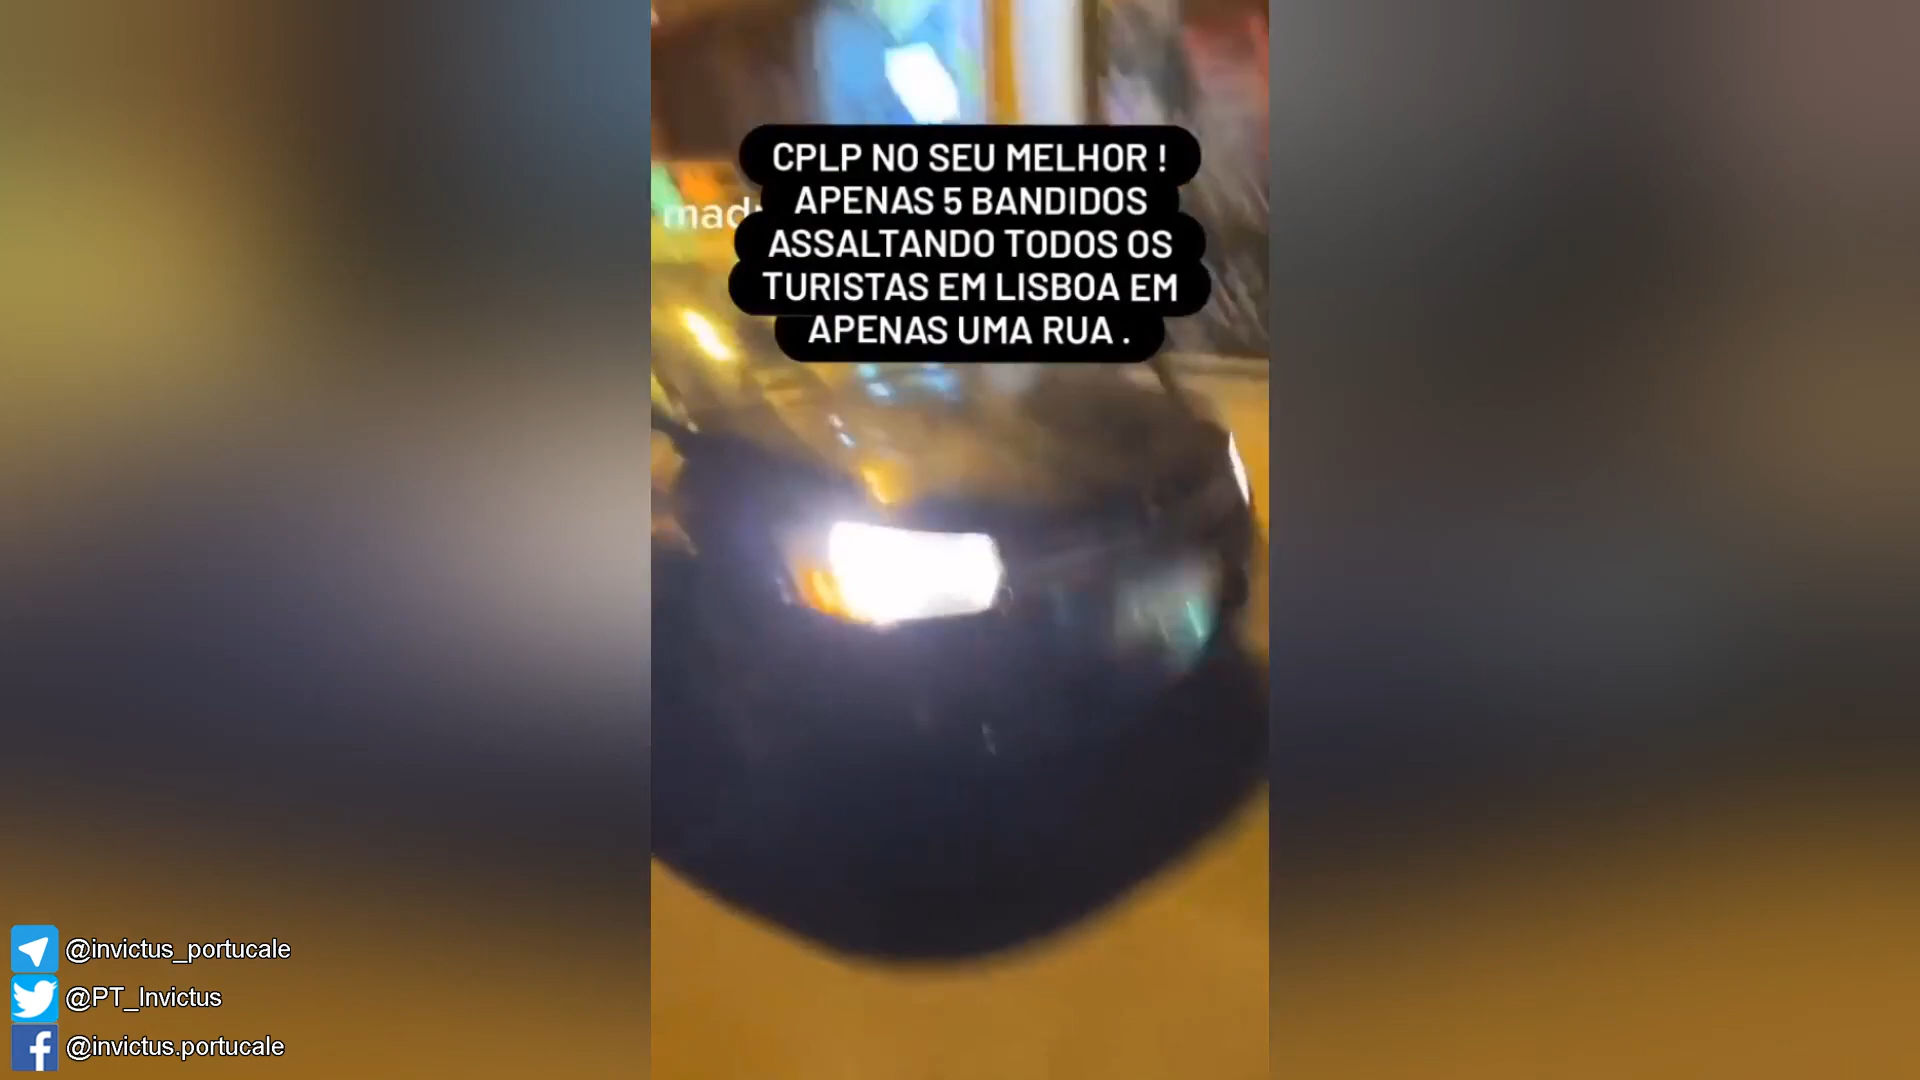 CPLP NO SEU MELHOR !
APENAS 5 BANDIDOS
ASSALTANDO TODOS OS
TURISTAS EM LISBOA EM
APENAS UMA RUA .
@invictus_portucale
@PT_Invictus
@invictus.portucale